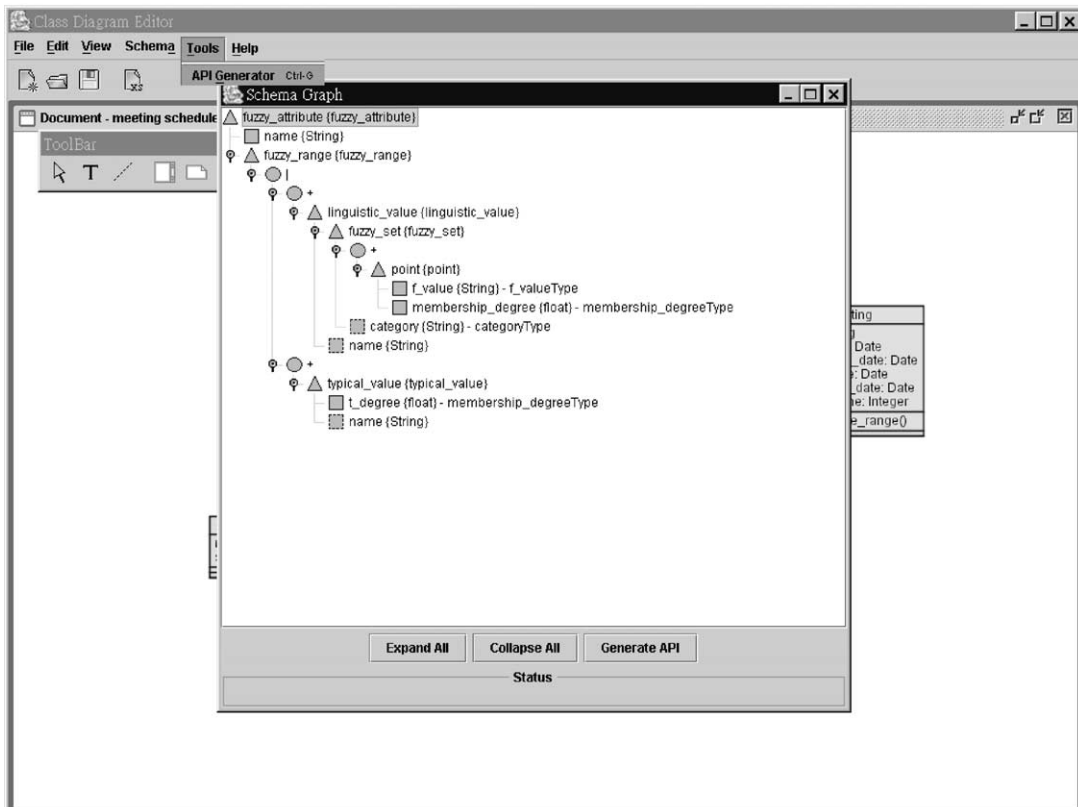 Class Diagram Editor
File Edit View Schema Tools Help
API Generator Ctrl-G
Schema Graph
Document - meeting schedule
ToolBar
T
fuzzy_attribute {fuzzy_attribute}
name {String}
fuzzy_range {fuzzy_range}
|
+
linguistic_value {linguistic_value}
fuzzy_set {fuzzy_set}
+
point {point}
f_value {String} - f_valueType
membership_degree {float} - membership_degreeType
category {String} - categoryType
name {String}
+
typical_value {typical_value}
t_degree {float} - membership_degreeType
name {String}
ting
Date
_date: Date
e: Date
_date: Date
ne: Integer
e_range()
Expand All Collapse All Generate API
Status